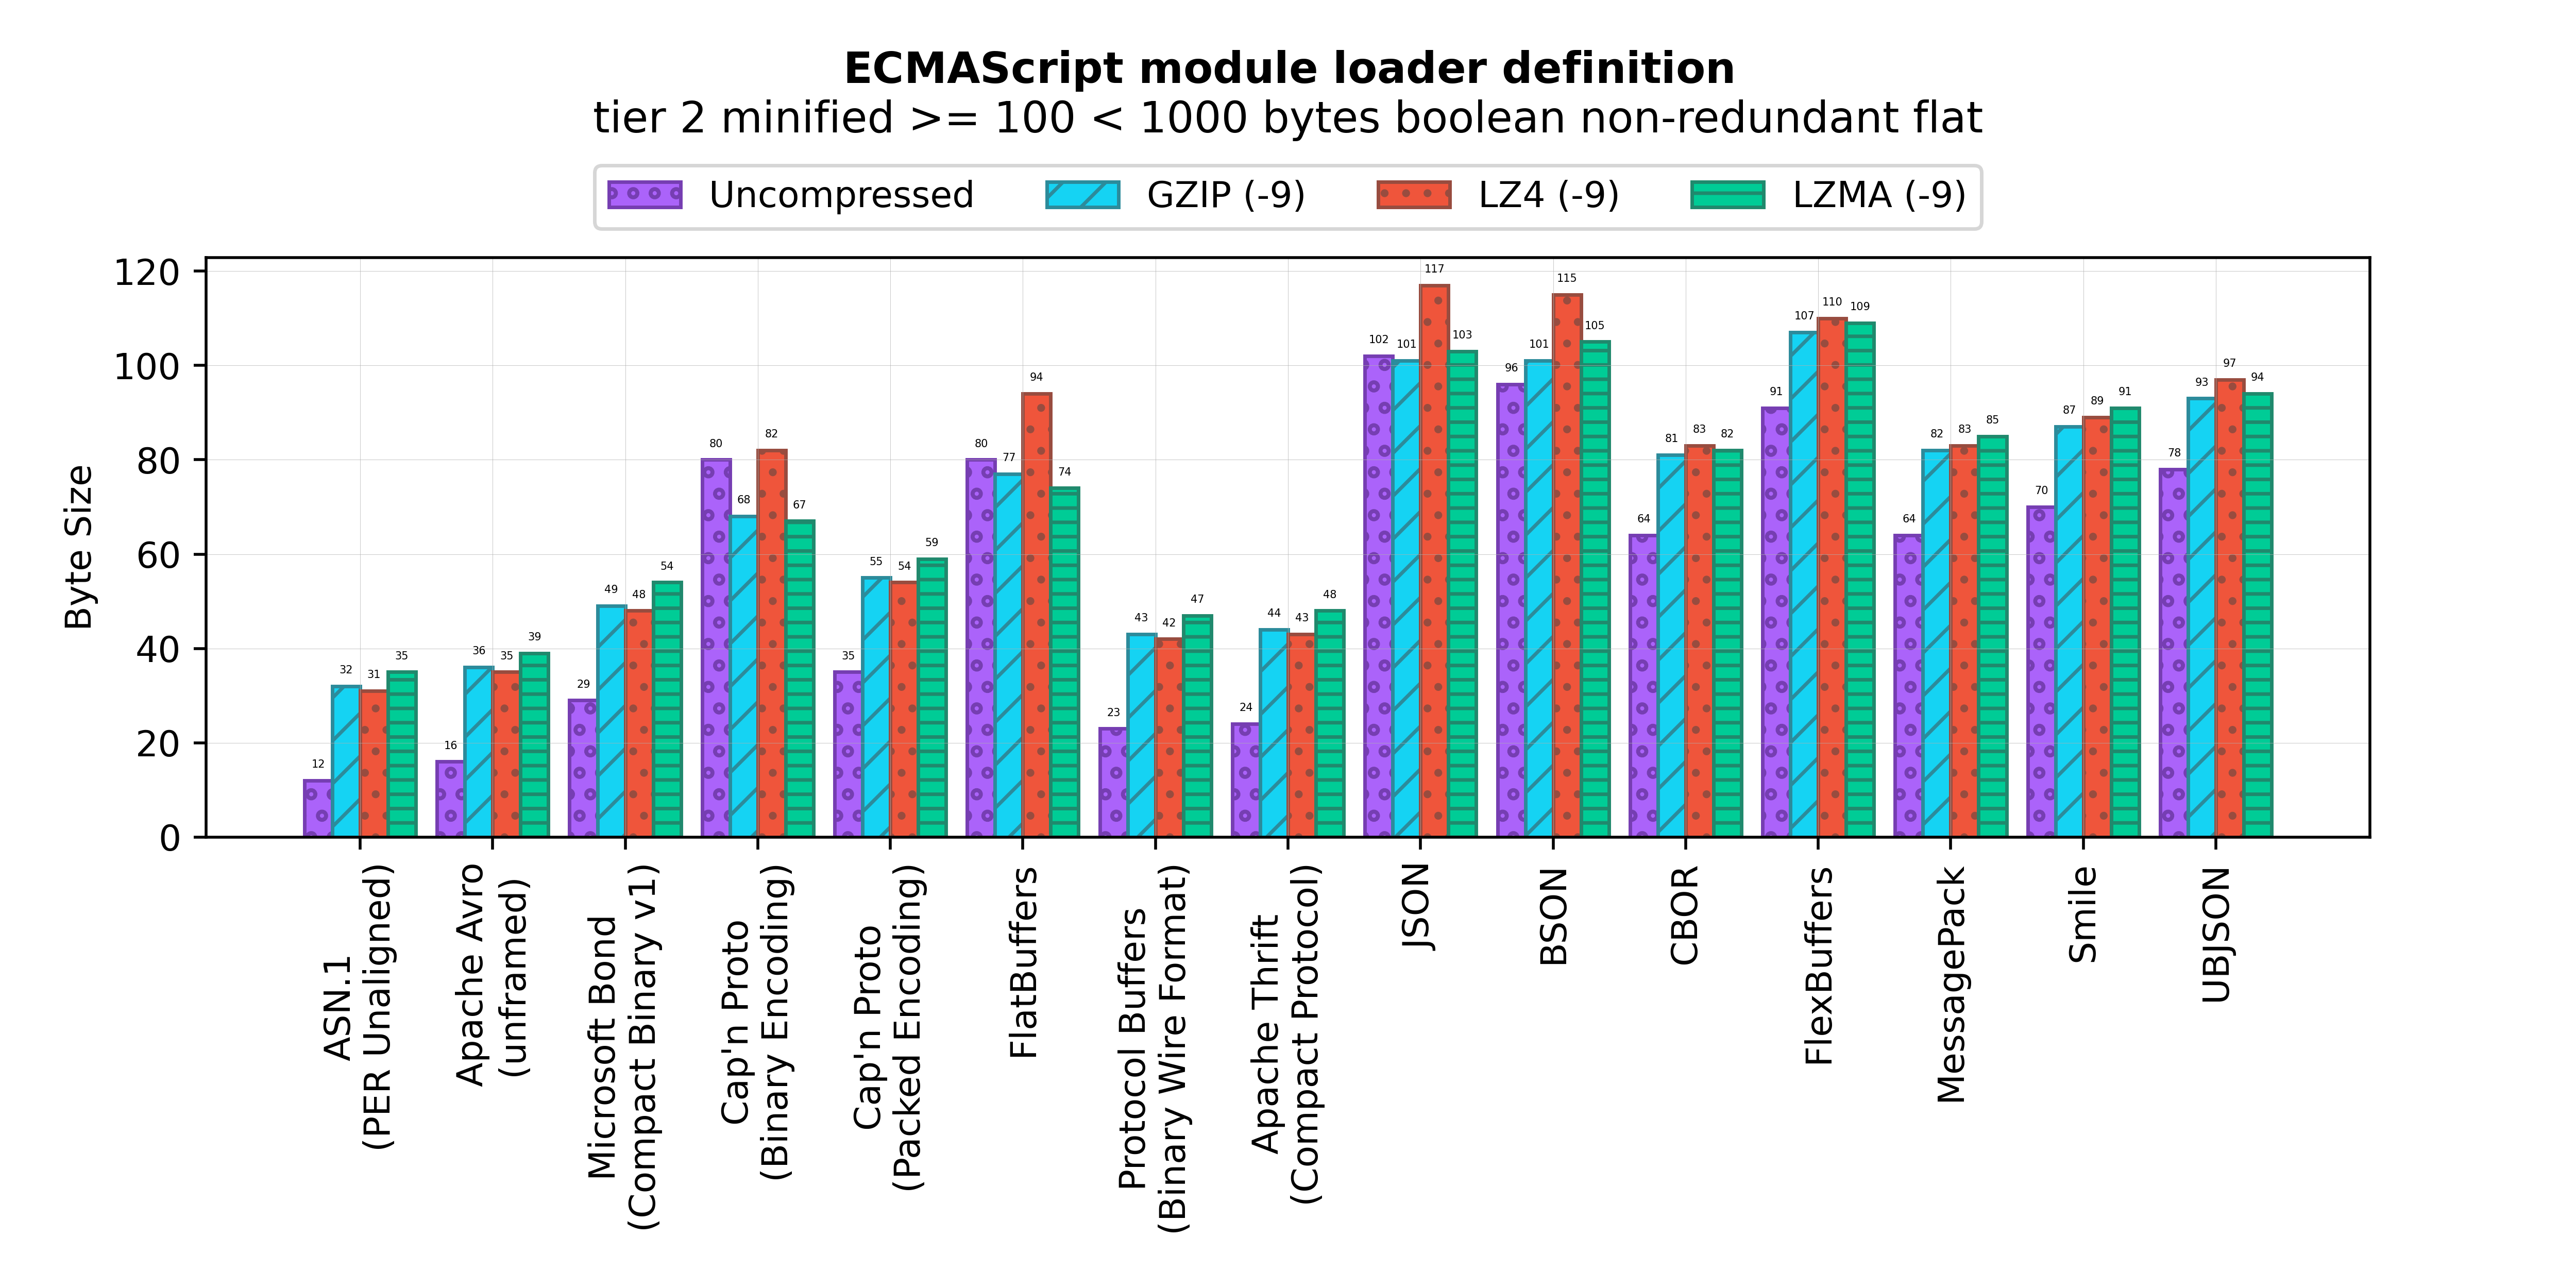 ECMAScript module loader definition
tier 2 minified >= 100 < 1000 bytes boolean non-redundant flat
Uncompressed
GZIP (-9)
LZ4 (-9)
LZMA (-9)
Byte Size
120
100
80
60
40
20
0
12
32
31
35
16
36
35
39
29
49
48
54
80
68
82
67
35
55
54
59
80
77
94
74
23
43
42
47
24
44
43
48
102
101
117
103
96
101
115
105
64
81
83
82
91
107
110
109
64
82
83
85
70
87
89
91
78
93
97
94
ASN.1
(PER Unaligned)
Apache Avro
(unframed)
Microsoft Bond
(Compact Binary v1)
Cap'n Proto
(Binary Encoding)
Cap'n Proto
(Packed Encoding)
FlatBuffers
Protocol Buffers
(Binary Wire Format)
Apache Thrift
(Compact Protocol)
JSON
BSON
CBOR
FlexBuffers
MessagePack
Smile
UBJSON